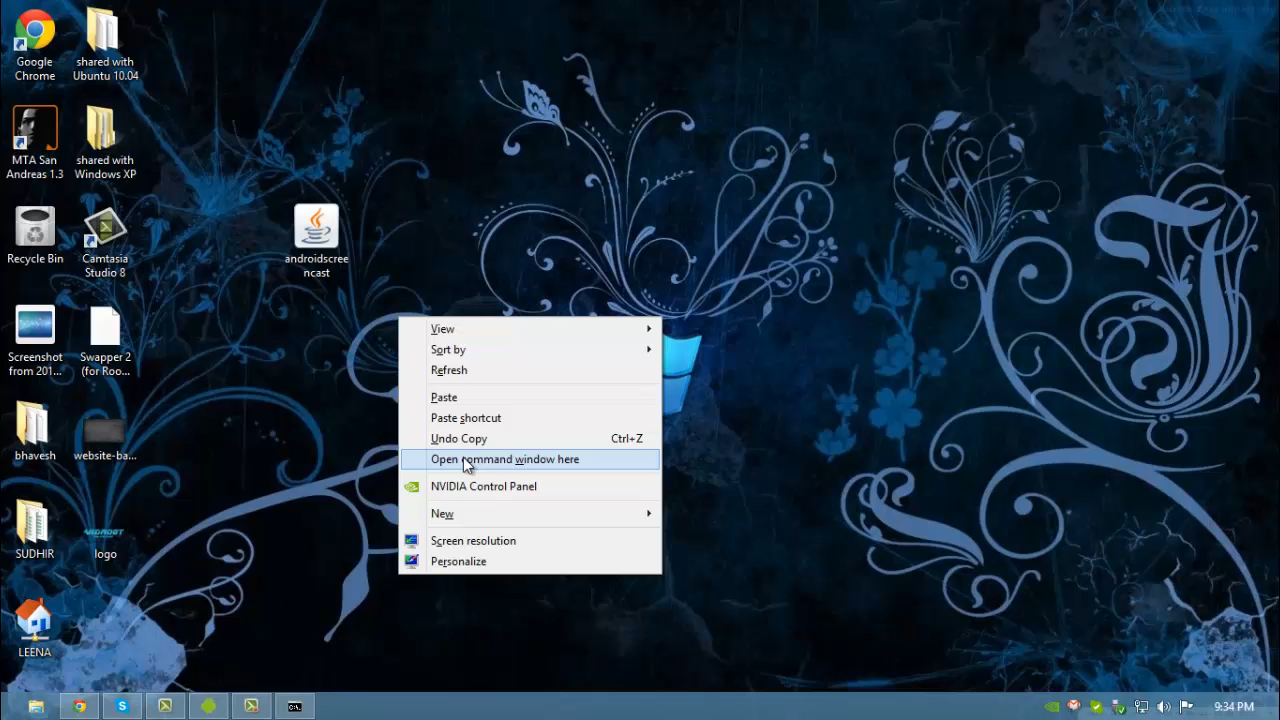 Google
Chrome
shared with
Ubuntu 10.04
MTA San
Andreas 1.3
shared with
Windows XP
Recycle Bin
Camtasia
Studio 8
androidscree
ncast
Screenshot
from 201...
Swapper 2
(for Roo...
bhavesh
website-ba...
SUDHIR
logo
LEENA
View
Sort by
Refresh
Paste
Paste shortcut
Undo Copy Ctrl+Z
Open command window here
NVIDIA Control Panel
New
Screen resolution
Personalize
9:34 PM